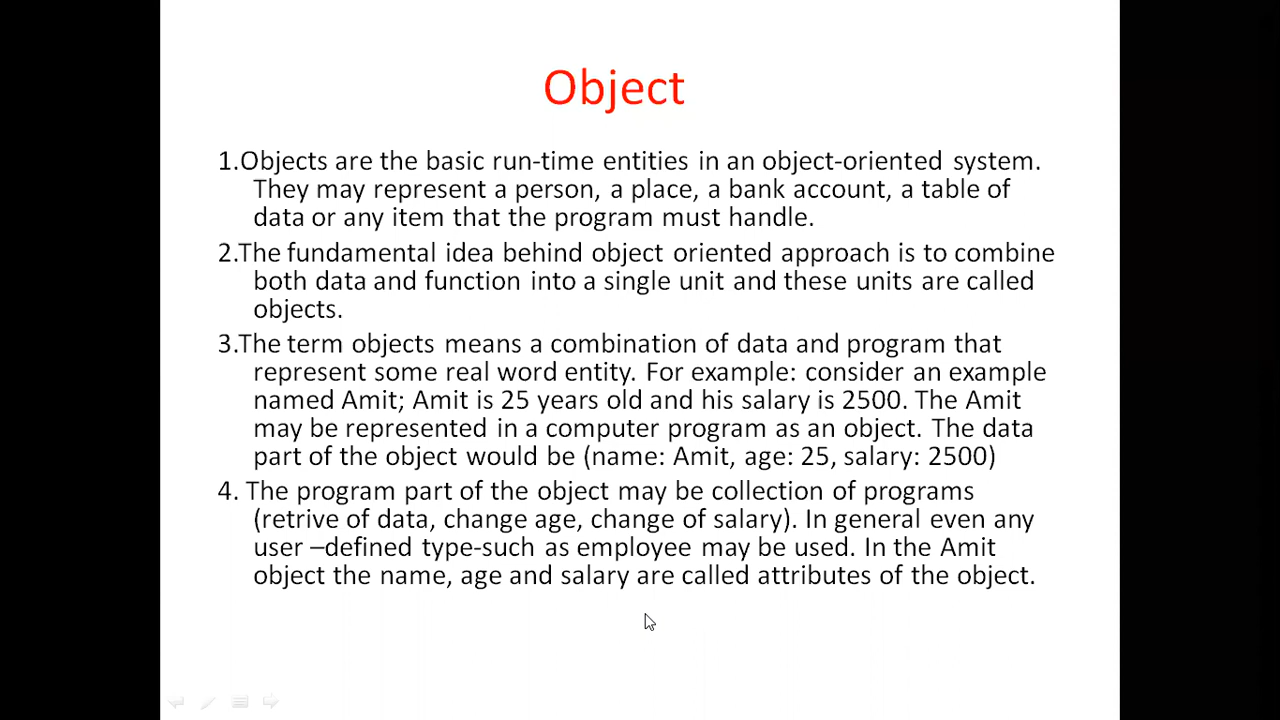 Object
1.Objects are the basic run-time entities in an object-oriented system.
They may represent a person, a place, a bank account, a table of
data or any item that the program must handle.
2.The fundamental idea behind object oriented approach is to combine
both data and function into a single unit and these units are called
objects.
3.The term objects means a combination of data and program that
represent some real word entity. For example: consider an example
named Amit; Amit is 25 years old and his salary is 2500. The Amit
may be represented in a computer program as an object. The data
part of the object would be (name: Amit, age: 25, salary: 2500)
4. The program part of the object may be collection of programs
(retrive of data, change age, change of salary). In general even any
user –defined type-such as employee may be used. In the Amit
object the name, age and salary are called attributes of the object.